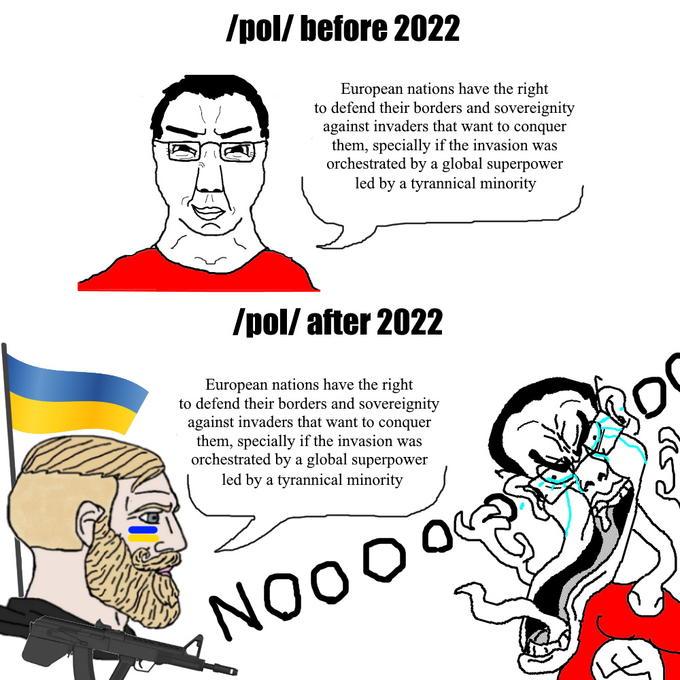 /pol/ before 2022
European nations have the right
to defend their borders and sovereignity
against invaders that want to conquer
them, specially if the invasion was
orchestrated by a global superpower
led by a tyrannical minority
/pol/ after 2022
European nations have the right
to defend their borders and sovereignity
against invaders that want to conquer
them, specially if the invasion was
orchestrated by a global superpower
led by a tyrannical minority
NOOOOOOO